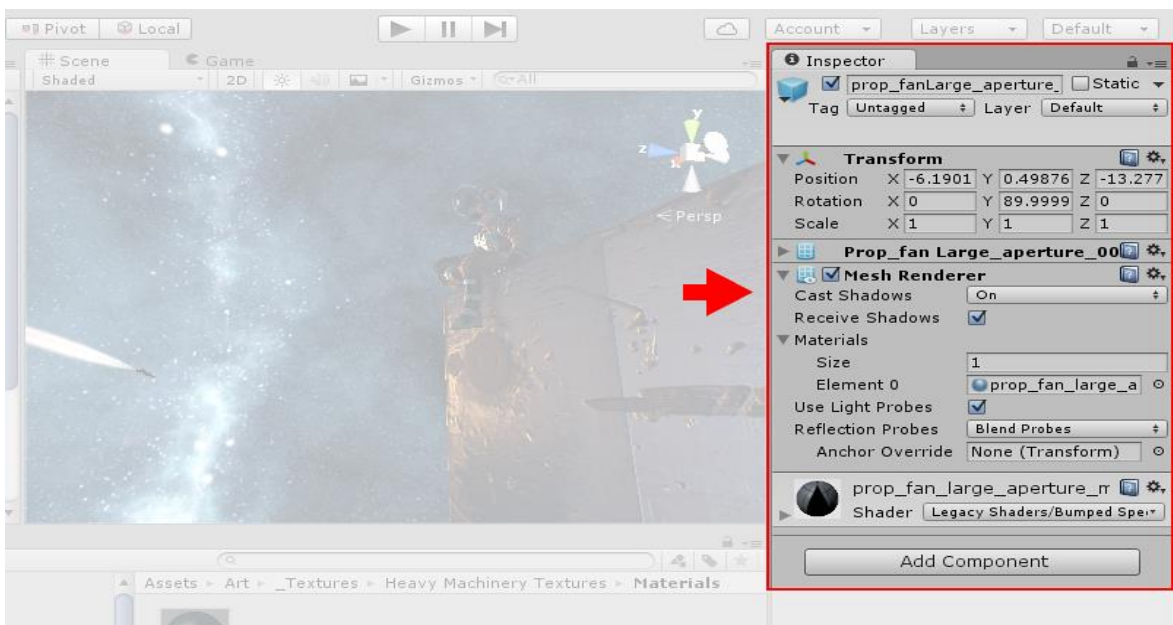 Pivot Local Account Layers Default
# Scene Game
Shaded 2D Gizmos All
y
z
x
Persp
Inspector
prop_fanLarge_aperture_ Static
Tag Untagged Layer Default
Transform
Position X -6.1901 Y 0.49876 Z -13.277
Rotation X 0 Y 89.9999 Z 0
Scale X 1 Y 1 Z 1
Prop_fan Large_aperture_00
Mesh Renderer
Cast Shadows On
Receive Shadows
Materials
Size 1
Element 0 prop_fan_large_a
Use Light Probes
Reflection Probes Blend Probes
Anchor Override None (Transform)
prop_fan_large_aperture_m
Shader Legacy Shaders/Bumped Spe
Add Component
Assets Art _Textures Heavy Machinery Textures Materials